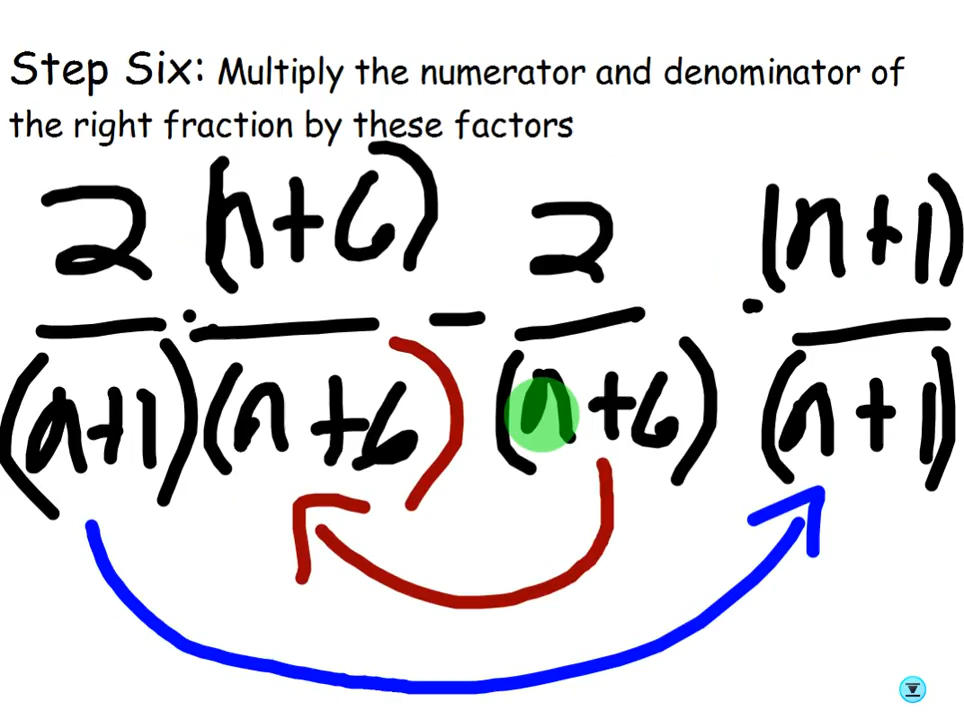 Step Six: Multiply the numerator and denominator of
the right fraction by these factors
2 (n+6) 2 (n+1)
· - ·
(n+1) (n+6) (n+6) (n+1)